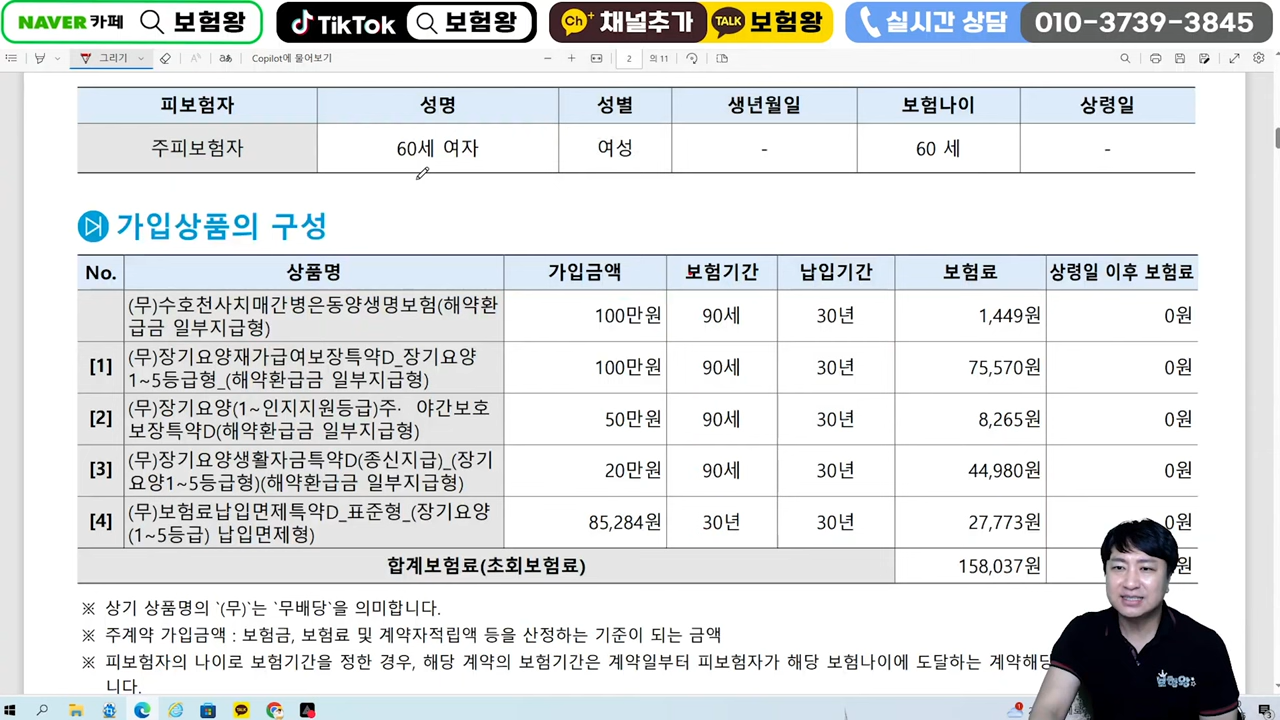 NAVER 카페 보험왕
TikTok 보험왕
Ch+ 채널추가 TALK 보험왕
실시간 상담 010-3739-3845
그리기 Copilot에 물어보기 2 의 11
피보험자 성명 성별 생년월일 보험나이 상령일
주피보험자 60세 여자 여성 - 60 세 -
가입상품의 구성
No. 상품명 가입금액 보험기간 납입기간 보험료 상령일 이후 보험료
(무)수호천사치매간병은동양생명보험(해약환
급금 일부지급형) 100만원 90세 30년 1,449원 0원
[1] (무)장기요양재가급여보장특약D_장기요양
1~5등급형_(해약환급금 일부지급형) 100만원 90세 30년 75,570원 0원
[2] (무)장기요양(1~인지지원등급)주· 야간보호
보장특약D(해약환급금 일부지급형) 50만원 90세 30년 8,265원 0원
[3] (무)장기요양생활자금특약D(종신지급)_(장기
요양1~5등급형)(해약환급금 일부지급형) 20만원 90세 30년 44,980원 0원
[4] (무)보험료납입면제특약D_표준형_(장기요양
(1~5등급) 납입면제형) 85,284원 30년 30년 27,773원 0원
합계보험료(초회보험료) 158,037원 원
※ 상기 상품명의 `(무)`는 `무배당`을 의미합니다.
※ 주계약 가입금액 : 보험금, 보험료 및 계약자적립액 등을 산정하는 기준이 되는 금액
※ 피보험자의 나이로 보험기간을 정한 경우, 해당 계약의 보험기간은 계약일부터 피보험자가 해당 보험나이에 도달하는 계약해당
니다.
보험왕